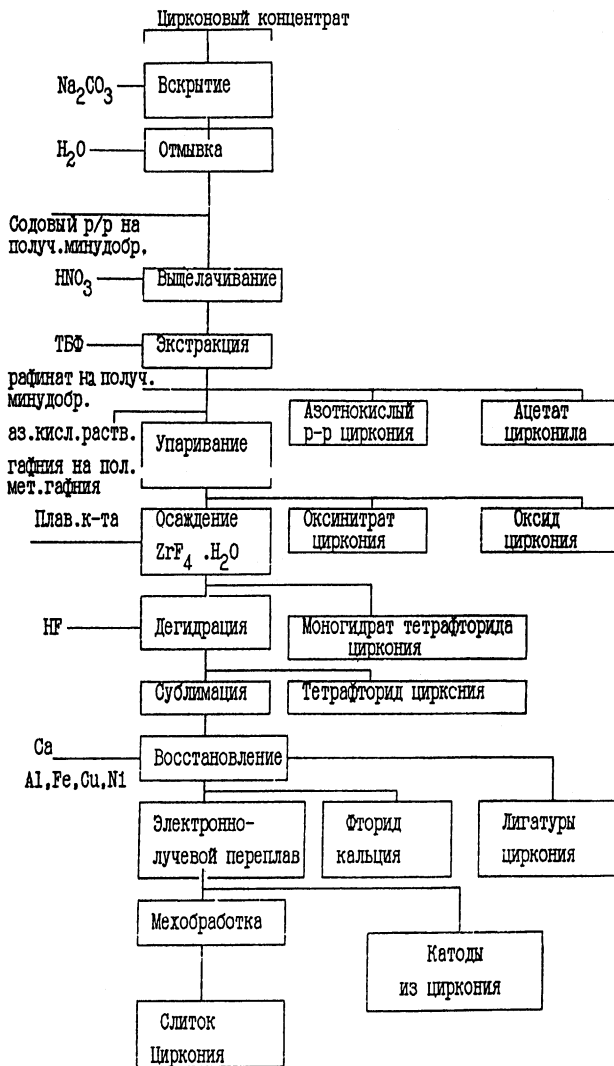 Цирконовый концентрат
Na2CO3
Вскрытие
H2O
Отмывка
Содовый р/р на
получ.минудобр.
HNO3
Выщелачивание
ТБФ
Экстракция
рафинат на получ.
минудобр.
Азотнокислый
р-р циркония
Ацетат
цирконила
аз.кисл.раств.
гафния на пол.
мет.гафния
Упаривание
Плав.к-та
Осаждение
ZrF4 .H2O
Оксинитрат
циркония
Оксид
циркония
HF
Дегидрация
Моногидрат тетрафторида
циркония
Сублимация
Тетрафторид циркония
Ca
Al,Fe,Cu,Ni
Восстановление
Электронно-
лучевой переплав
Фторид
кальция
Лигатуры
циркония
Мехобработка
Катоды
из циркония
Слиток
Циркония